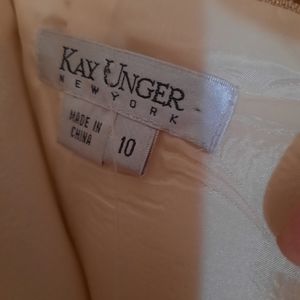 KAY UNGER
NEW YORK
MADE IN
CHINA
10